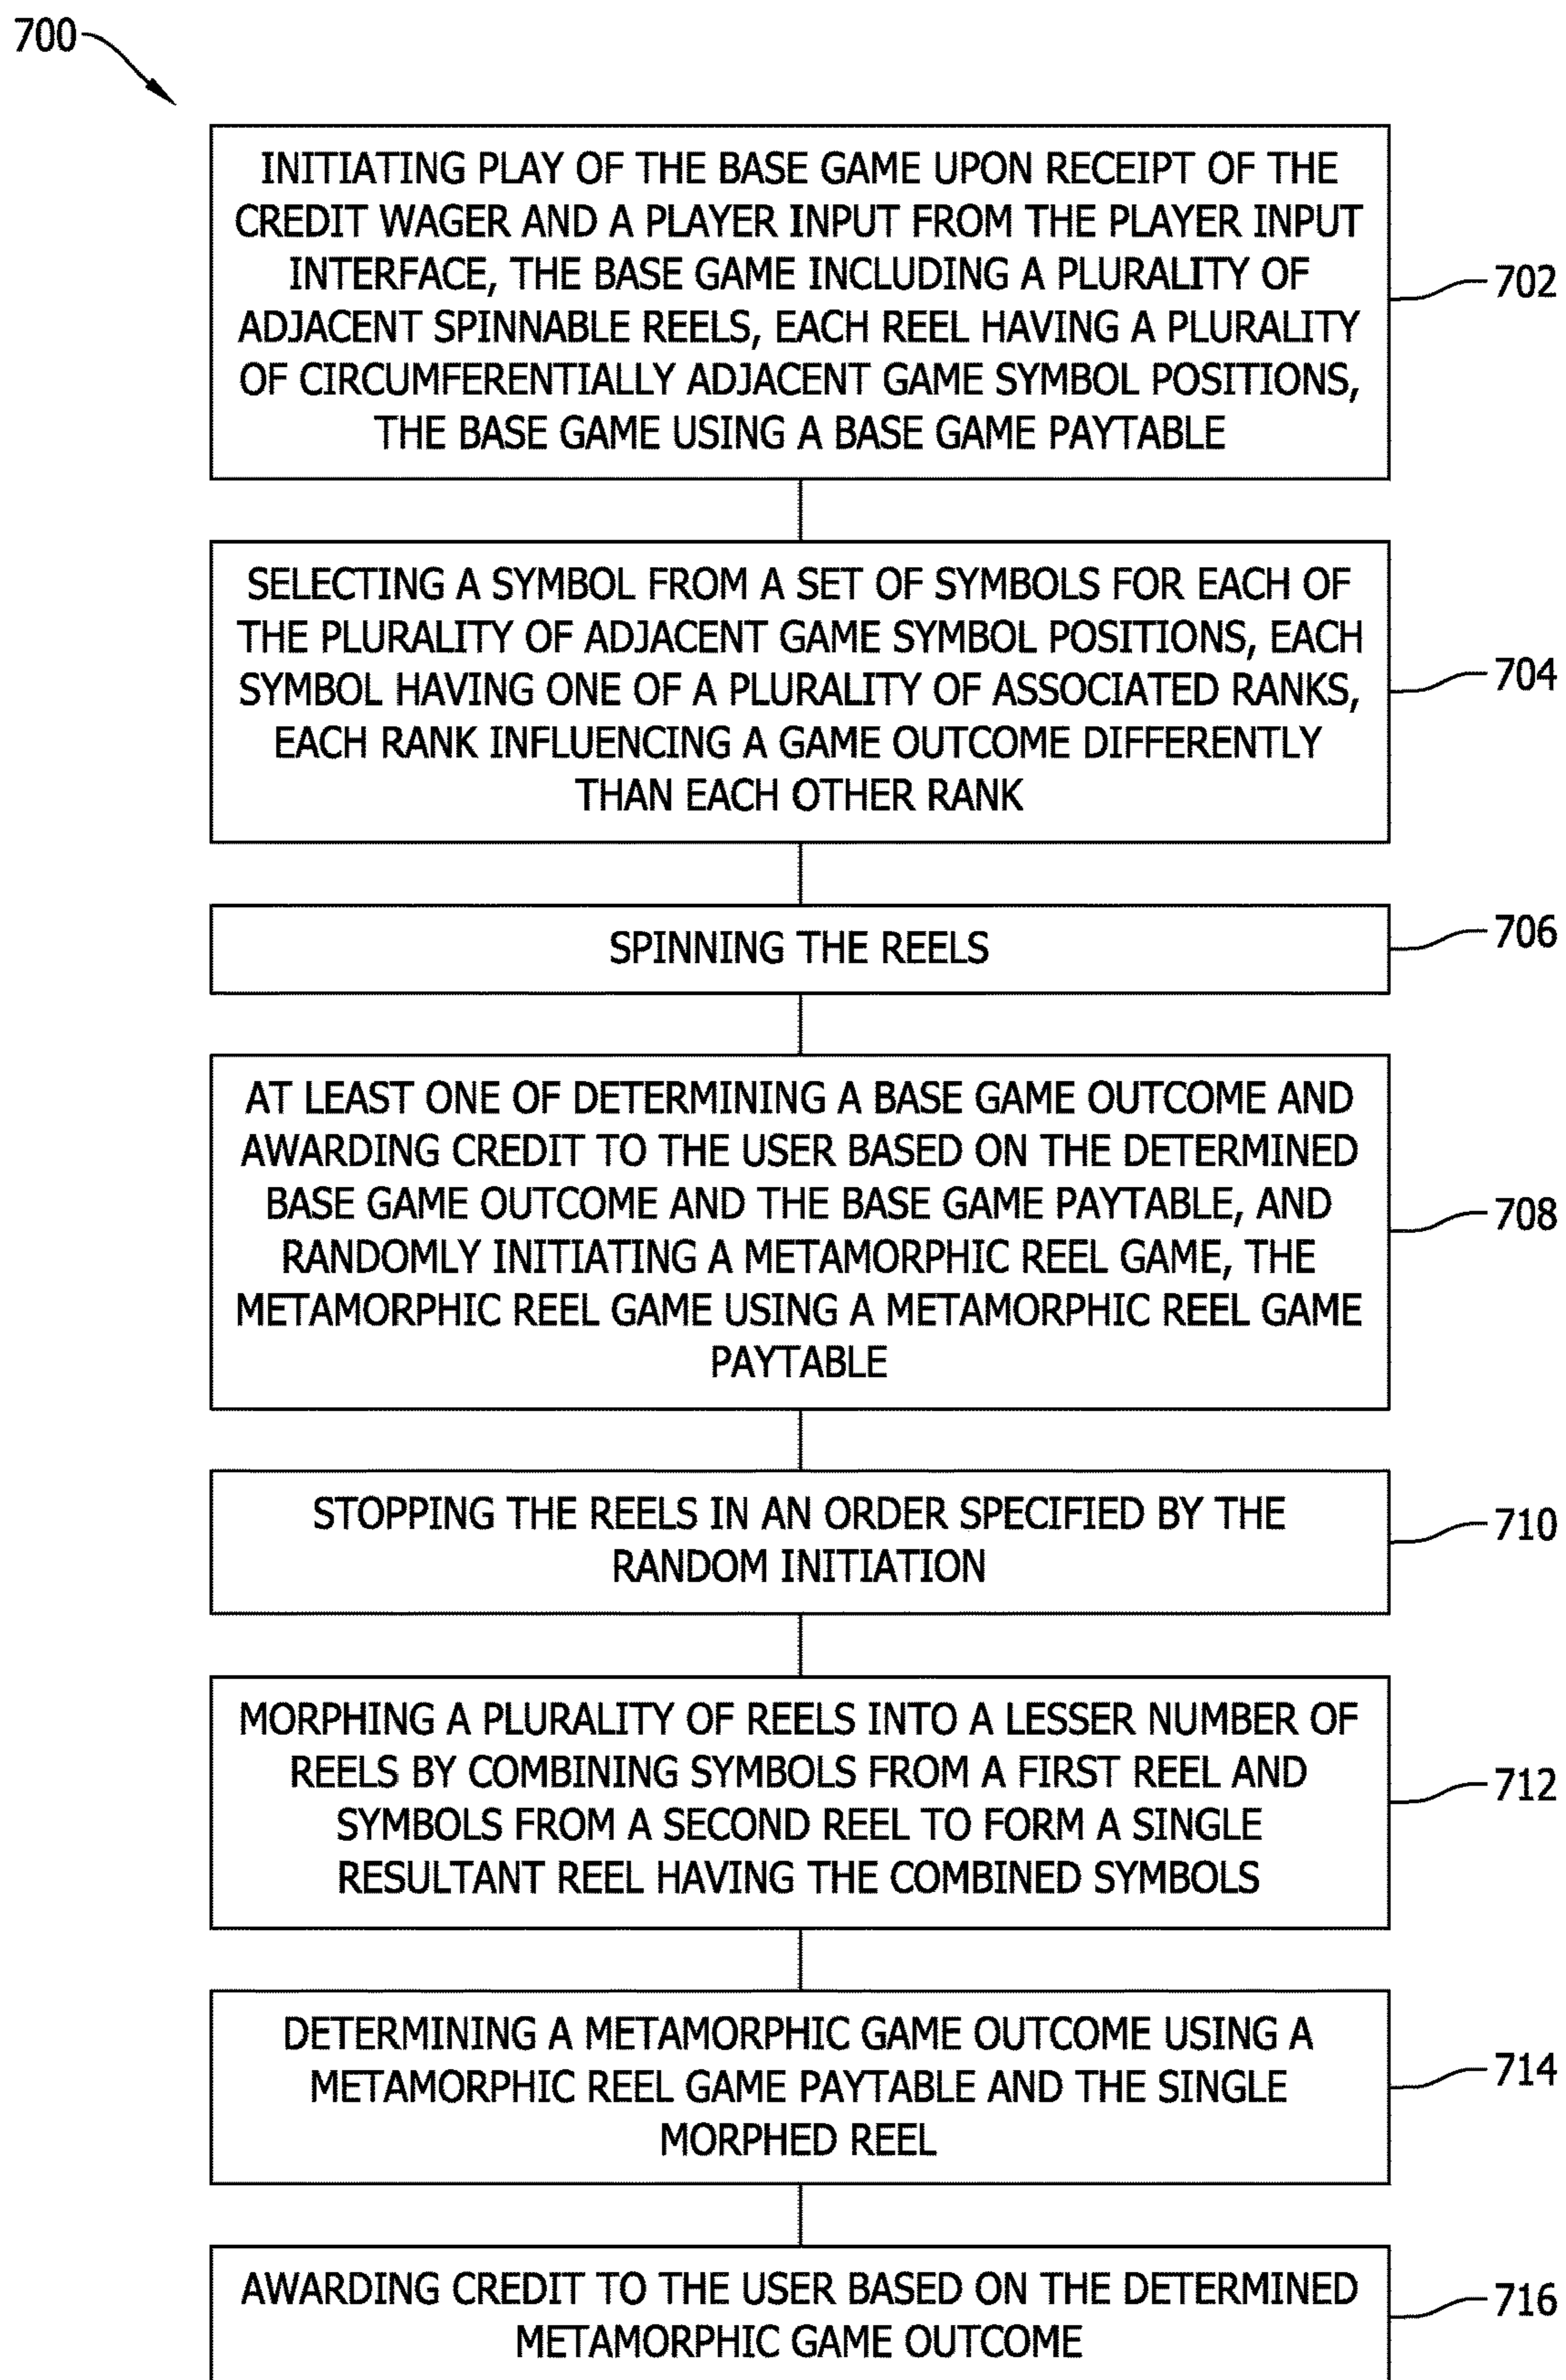 700
INITIATING PLAY OF THE BASE GAME UPON RECEIPT OF THE
CREDIT WAGER AND A PLAYER INPUT FROM THE PLAYER INPUT
INTERFACE, THE BASE GAME INCLUDING A PLURALITY OF
ADJACENT SPINNABLE REELS, EACH REEL HAVING A PLURALITY
OF CIRCUMFERENTIALLY ADJACENT GAME SYMBOL POSITIONS,
THE BASE GAME USING A BASE GAME PAYTABLE
702
SELECTING A SYMBOL FROM A SET OF SYMBOLS FOR EACH OF
THE PLURALITY OF ADJACENT GAME SYMBOL POSITIONS, EACH
SYMBOL HAVING ONE OF A PLURALITY OF ASSOCIATED RANKS,
EACH RANK INFLUENCING A GAME OUTCOME DIFFERENTLY
THAN EACH OTHER RANK
704
SPINNING THE REELS
706
AT LEAST ONE OF DETERMINING A BASE GAME OUTCOME AND
AWARDING CREDIT TO THE USER BASED ON THE DETERMINED
BASE GAME OUTCOME AND THE BASE GAME PAYTABLE, AND
RANDOMLY INITIATING A METAMORPHIC REEL GAME, THE
METAMORPHIC REEL GAME USING A METAMORPHIC REEL GAME
PAYTABLE
708
STOPPING THE REELS IN AN ORDER SPECIFIED BY THE
RANDOM INITIATION
710
MORPHING A PLURALITY OF REELS INTO A LESSER NUMBER OF
REELS BY COMBINING SYMBOLS FROM A FIRST REEL AND
SYMBOLS FROM A SECOND REEL TO FORM A SINGLE
RESULTANT REEL HAVING THE COMBINED SYMBOLS
712
DETERMINING A METAMORPHIC GAME OUTCOME USING A
METAMORPHIC REEL GAME PAYTABLE AND THE SINGLE
MORPHED REEL
714
AWARDING CREDIT TO THE USER BASED ON THE DETERMINED
METAMORPHIC GAME OUTCOME
716